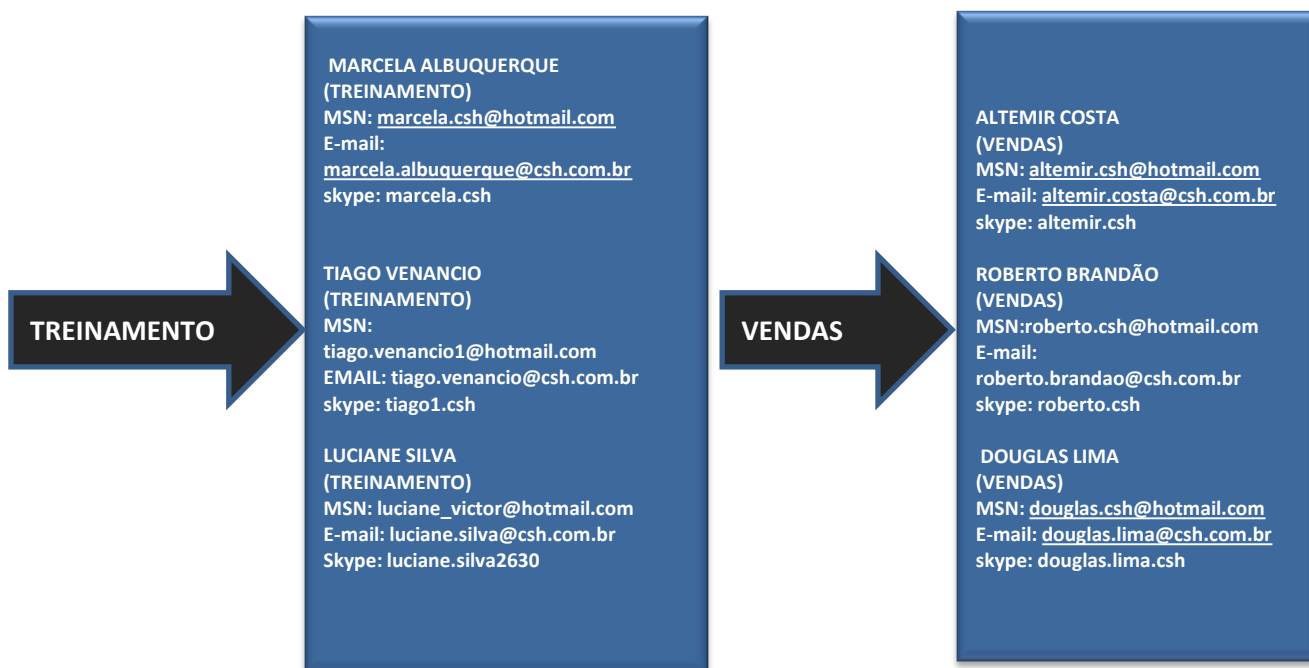 TREINAMENTO
MARCELA ALBUQUERQUE
(TREINAMENTO)
MSN: marcela.csh@hotmail.com
E-mail:
marcela.albuquerque@csh.com.br
skype: marcela.csh
TIAGO VENANCIO
(TREINAMENTO)
MSN:
tiago.venancio1@hotmail.com
EMAIL: tiago.venancio@csh.com.br
skype: tiago1.csh
LUCIANE SILVA
(TREINAMENTO)
MSN: luciane_victor@hotmail.com
E-mail: luciane.silva@csh.com.br
Skype: luciane.silva2630
VENDAS
ALTEMIR COSTA
(VENDAS)
MSN: altemir.csh@hotmail.com
E-mail: altemir.costa@csh.com.br
skype: altemir.csh
ROBERTO BRANDÃO
(VENDAS)
MSN:roberto.csh@hotmail.com
E-mail:
roberto.brandao@csh.com.br
skype: roberto.csh
DOUGLAS LIMA
(VENDAS)
MSN: douglas.csh@hotmail.com
E-mail: douglas.lima@csh.com.br
skype: douglas.lima.csh